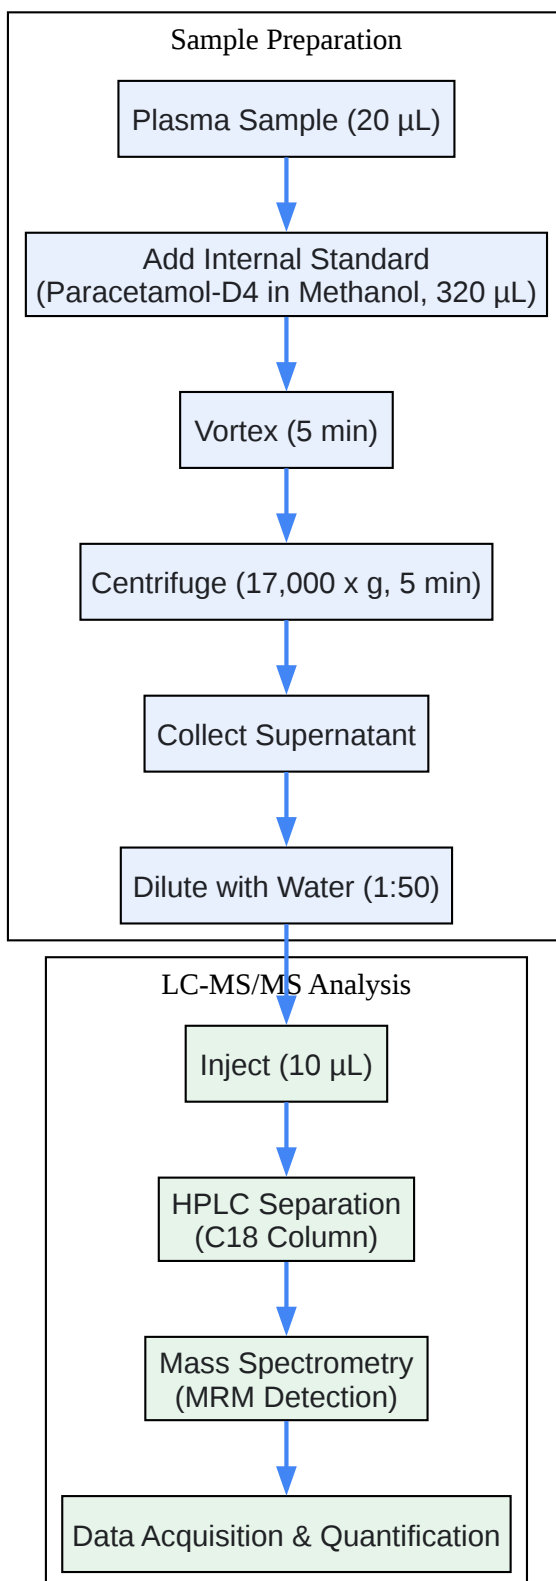 Sample Preparation
Plasma Sample (20 µL)
Add Internal Standard
(Paracetamol-D4 in Methanol, 320 µL)
Vortex (5 min)
Centrifuge (17,000 x g, 5 min)
Collect Supernatant
Dilute with Water (1:50)
LC-MS/MS Analysis
Inject (10 µL)
HPLC Separation
(C18 Column)
Mass Spectrometry
(MRM Detection)
Data Acquisition & Quantification